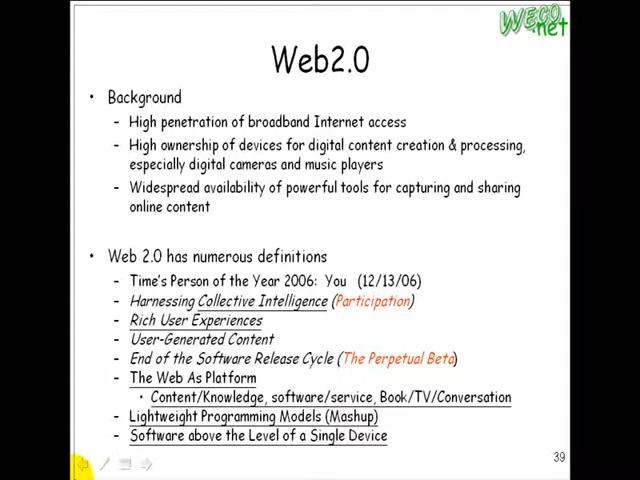 WECO
.net
Web2.0
• Background
– High penetration of broadband Internet access
– High ownership of devices for digital content creation & processing,
especially digital cameras and music players
– Widespread availability of powerful tools for capturing and sharing
online content
• Web 2.0 has numerous definitions
– Time's Person of the Year 2006: You (12/13/06)
– Harnessing Collective Intelligence (Participation)
– Rich User Experiences
– User-Generated Content
– End of the Software Release Cycle (The Perpetual Beta)
– The Web As Platform
• Content/Knowledge, software/service, Book/TV/Conversation
– Lightweight Programming Models (Mashup)
– Software above the Level of a Single Device
39